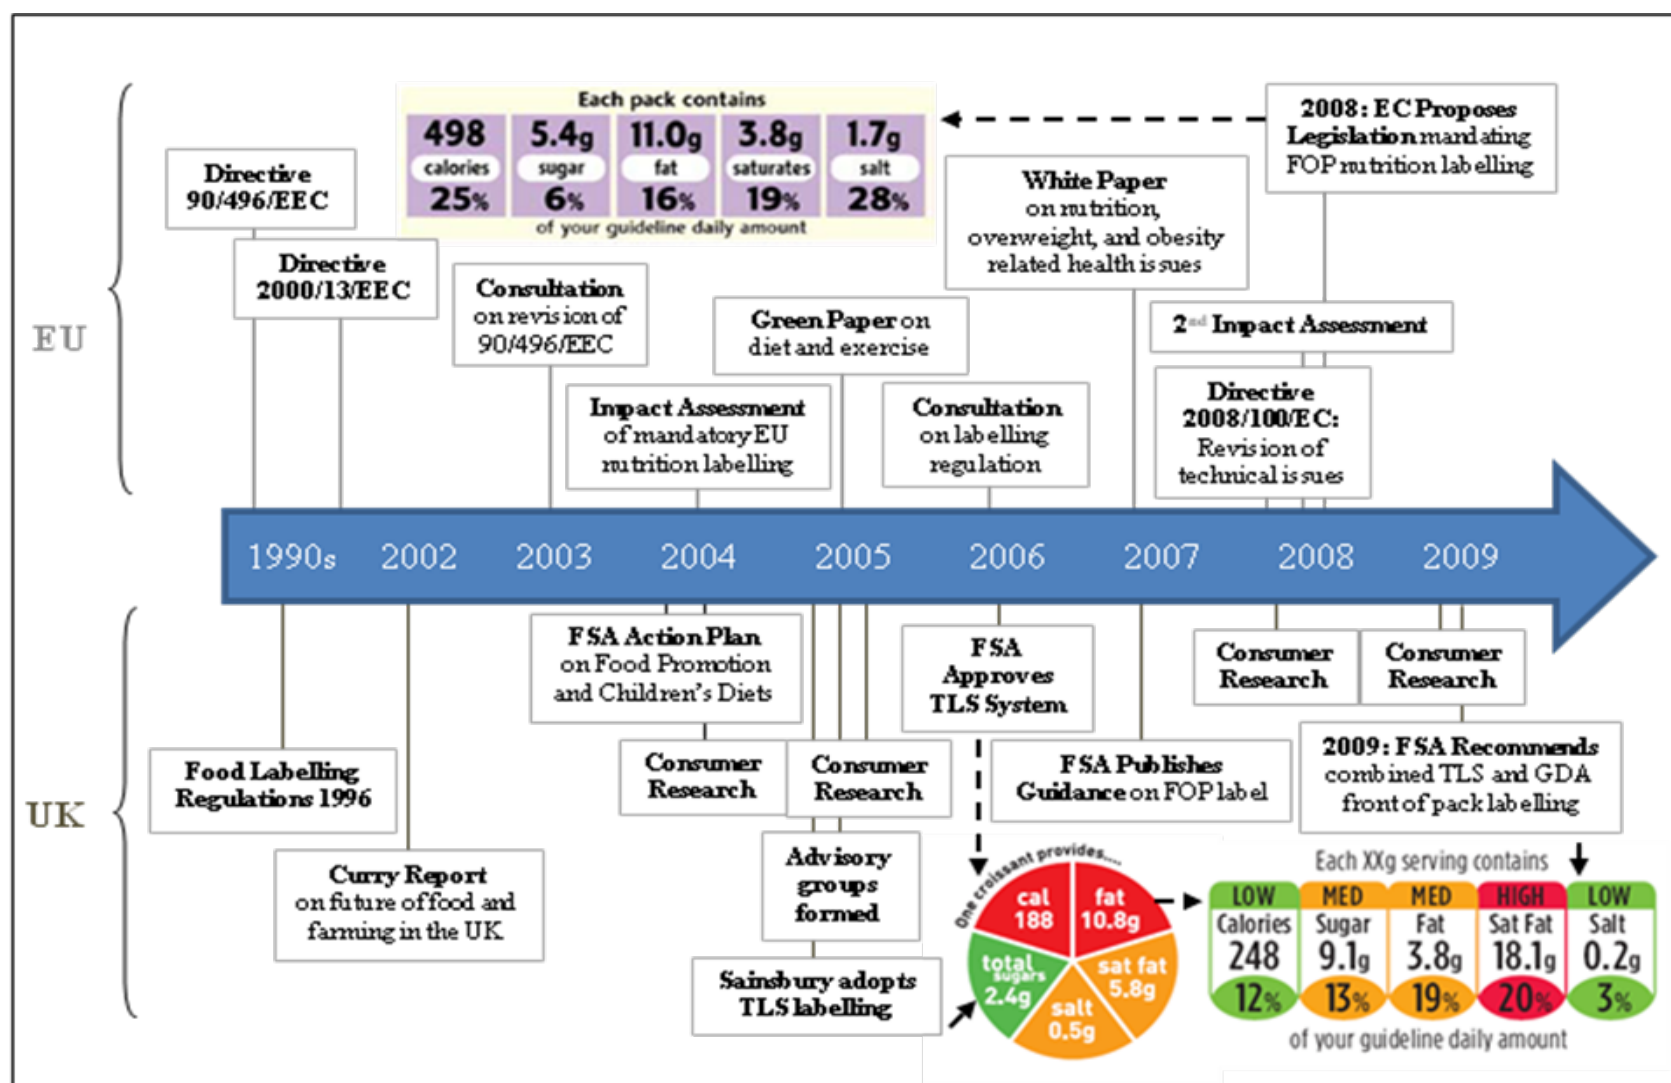 Each pack contains
498
calories
25%
5.4g
sugar
6%
11.0g
fat
16%
3.8g
saturates
19%
1.7g
salt
28%
of your guideline daily amount
2008: EC Proposes
Legislation mandating
FOP nutrition labelling
Directive
90/496/EEC
Directive
2000/13/EEC
Consultation
on revision of
90/496/EEC
Impact Assessment
of mandatory EU
nutrition labelling
Green Paper on
diet and exercise
Consultation
on labelling
regulation
White Paper
on nutrition,
overweight, and obesity
related health issues
2nd Impact Assessment
Directive
2008/100/EC:
Revision of
technical issues
EU
1990s
2002
2003
2004
2005
2006
2007
2008
2009
UK
Food Labelling
Regulations 1996
Curry Report
on future of food and
farming in the UK
FSA Action Plan
on Food Promotion
and Children's Diets
Consumer
Research
Consumer
Research
Advisory
groups
formed
Sainsbury adopts
TLS labelling
FSA
Approves
TLS System
FSA Publishes
Guidance on FOP label
Consumer
Research
Consumer
Research
2009: FSA Recommends
combined TLS and GDA
front of pack labelling
One croissant provides....
cal
188
fat
10.8g
total
sugars
2.4g
sat fat
5.8g
salt
0.5g
Each XXg serving contains
LOW
Calories
248
12%
MED
Sugar
9.1g
13%
MED
Fat
3.8g
19%
HIGH
Sat Fat
18.1g
20%
LOW
Salt
0.2g
3%
of your guideline daily amount